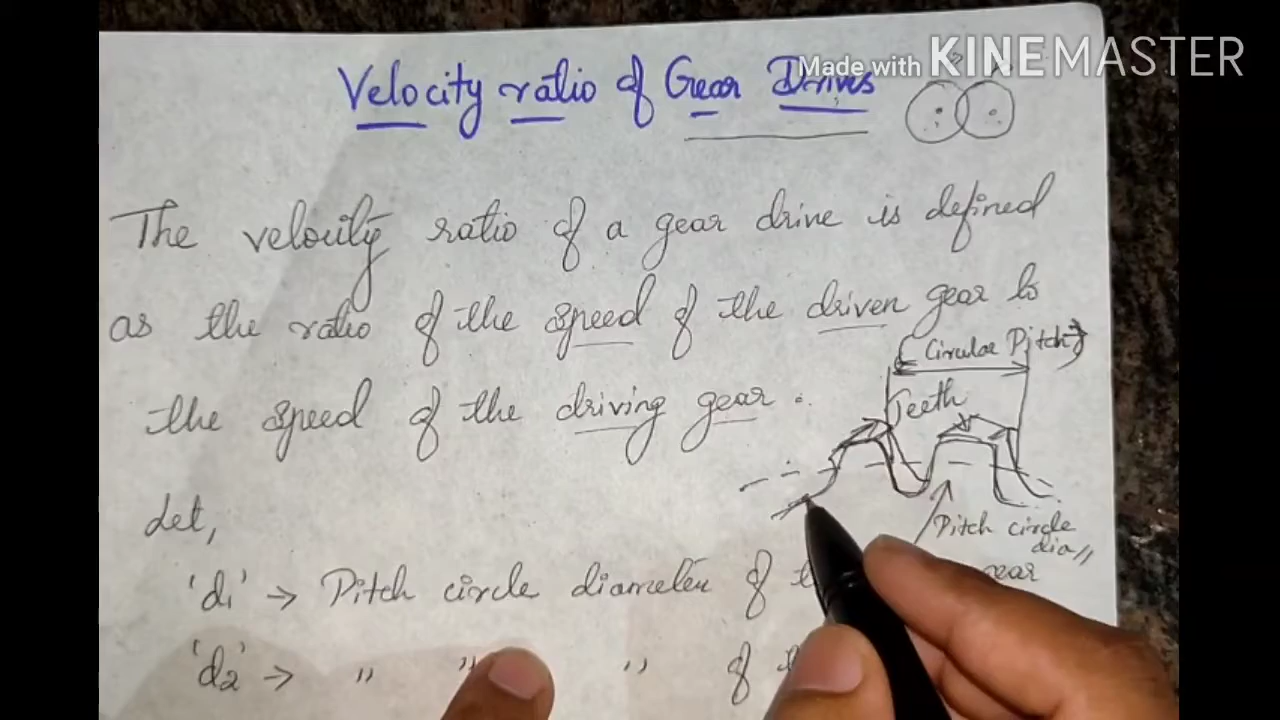 Made with KINEMASTER
Velocity ratio of Gear Drives
The velocity ratio of a gear drive is defined
as the ratio of the speed of the driven gear to
the speed of the driving gear.
Circular Pitch
Teeth
Pitch circle
dia
Let,
'd1' → Pitch circle diameter of
'd2' → " " " of